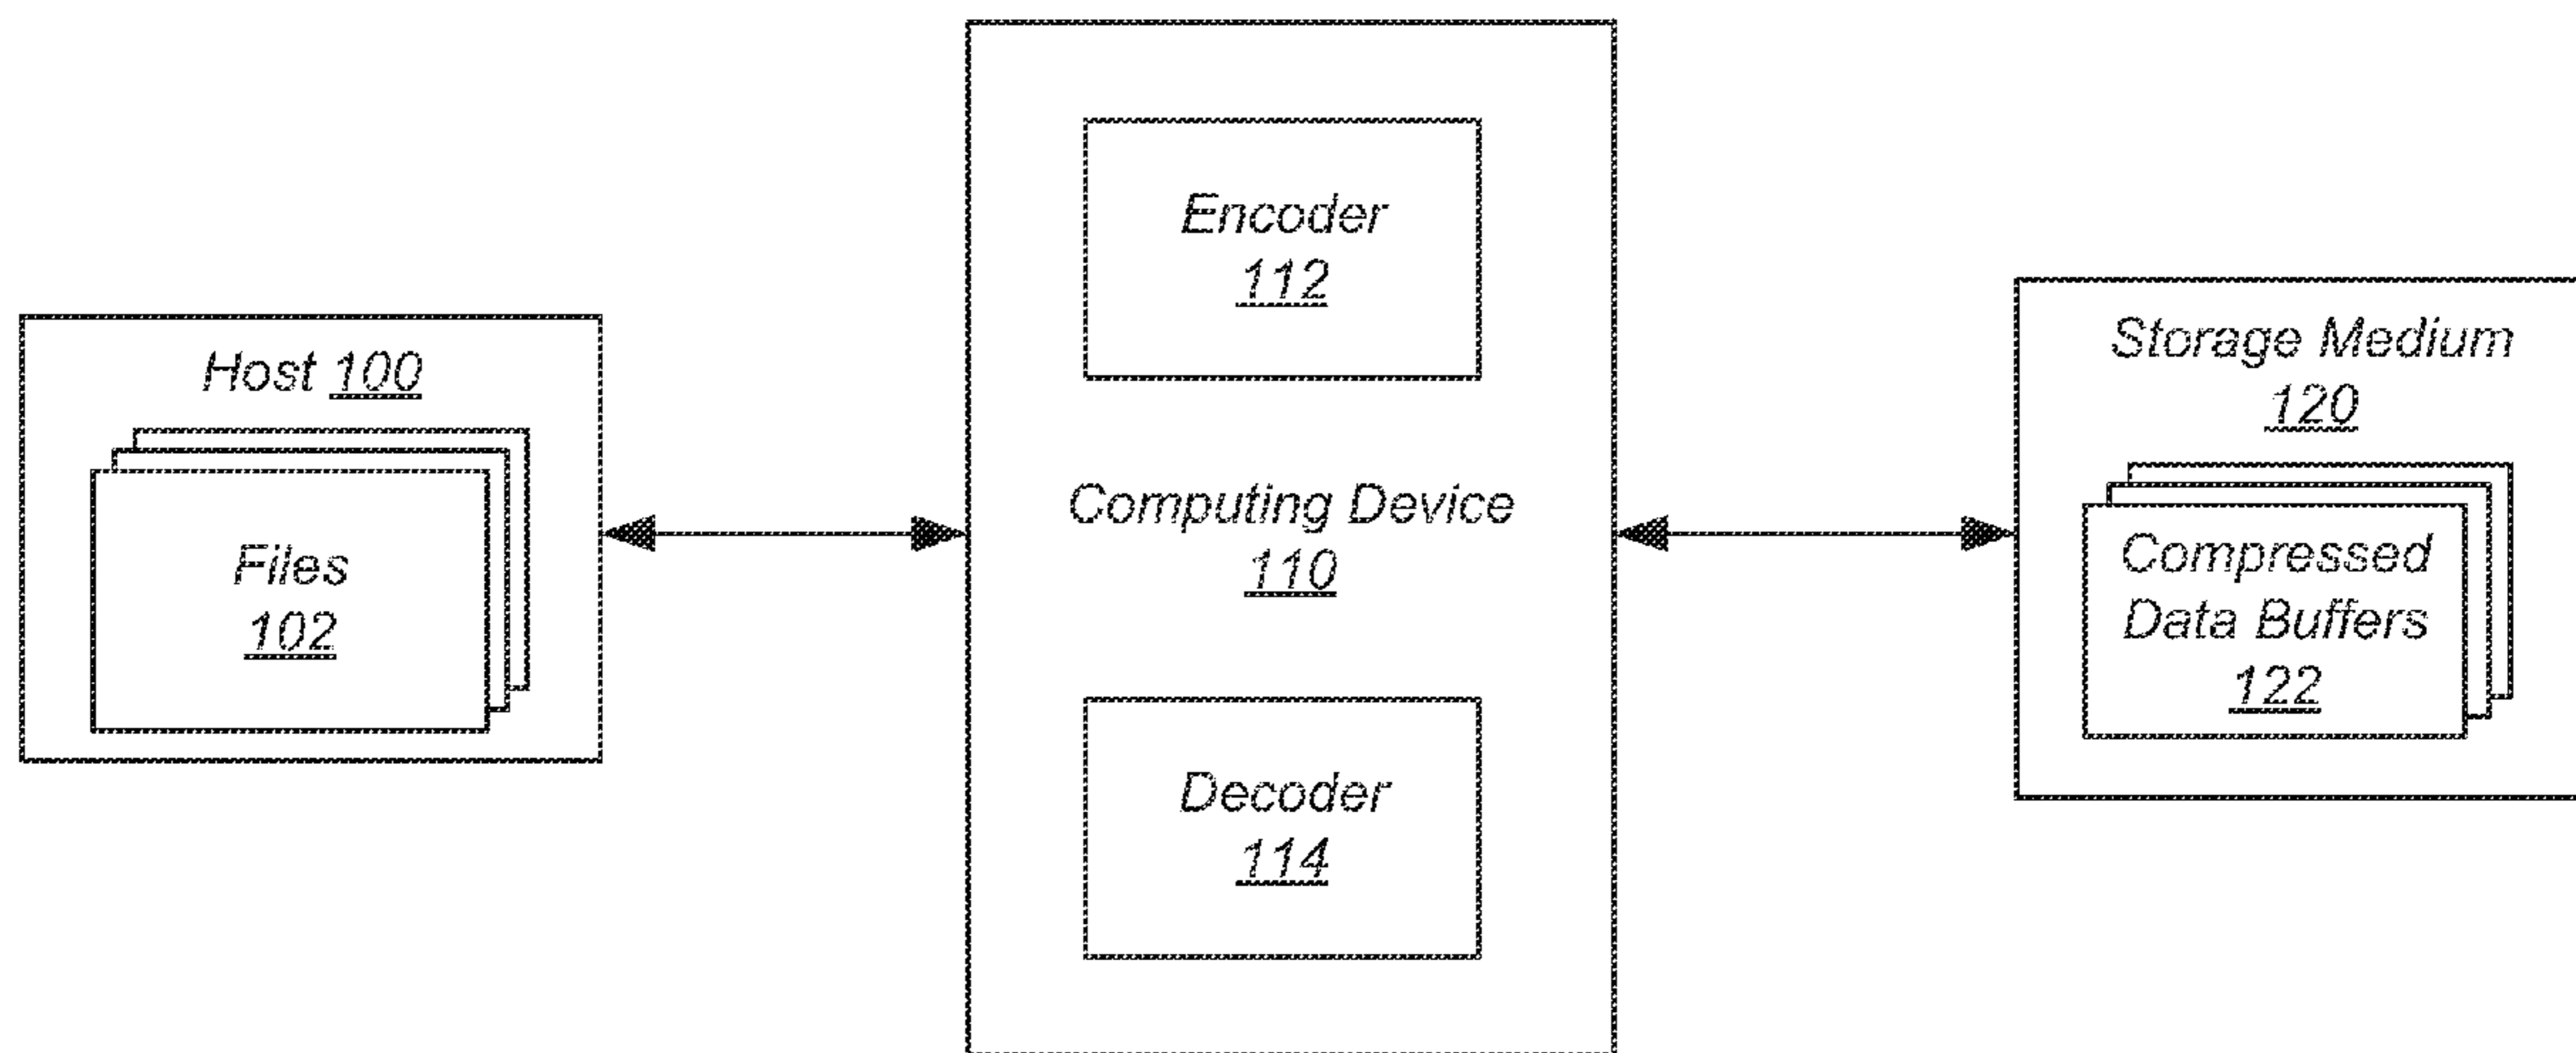 Host 100
Files
102
Encoder
112
Computing Device
110
Decoder
114
Storage Medium
120
Compressed
Data Buffers
122